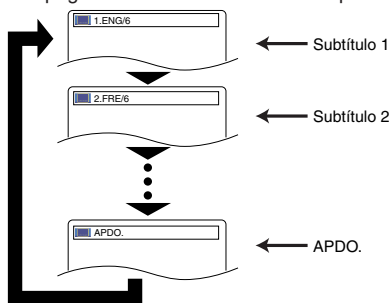 1.ENG/6
Subtítulo 1
2.FRE/6
Subtítulo 2
APDO.
APDO.